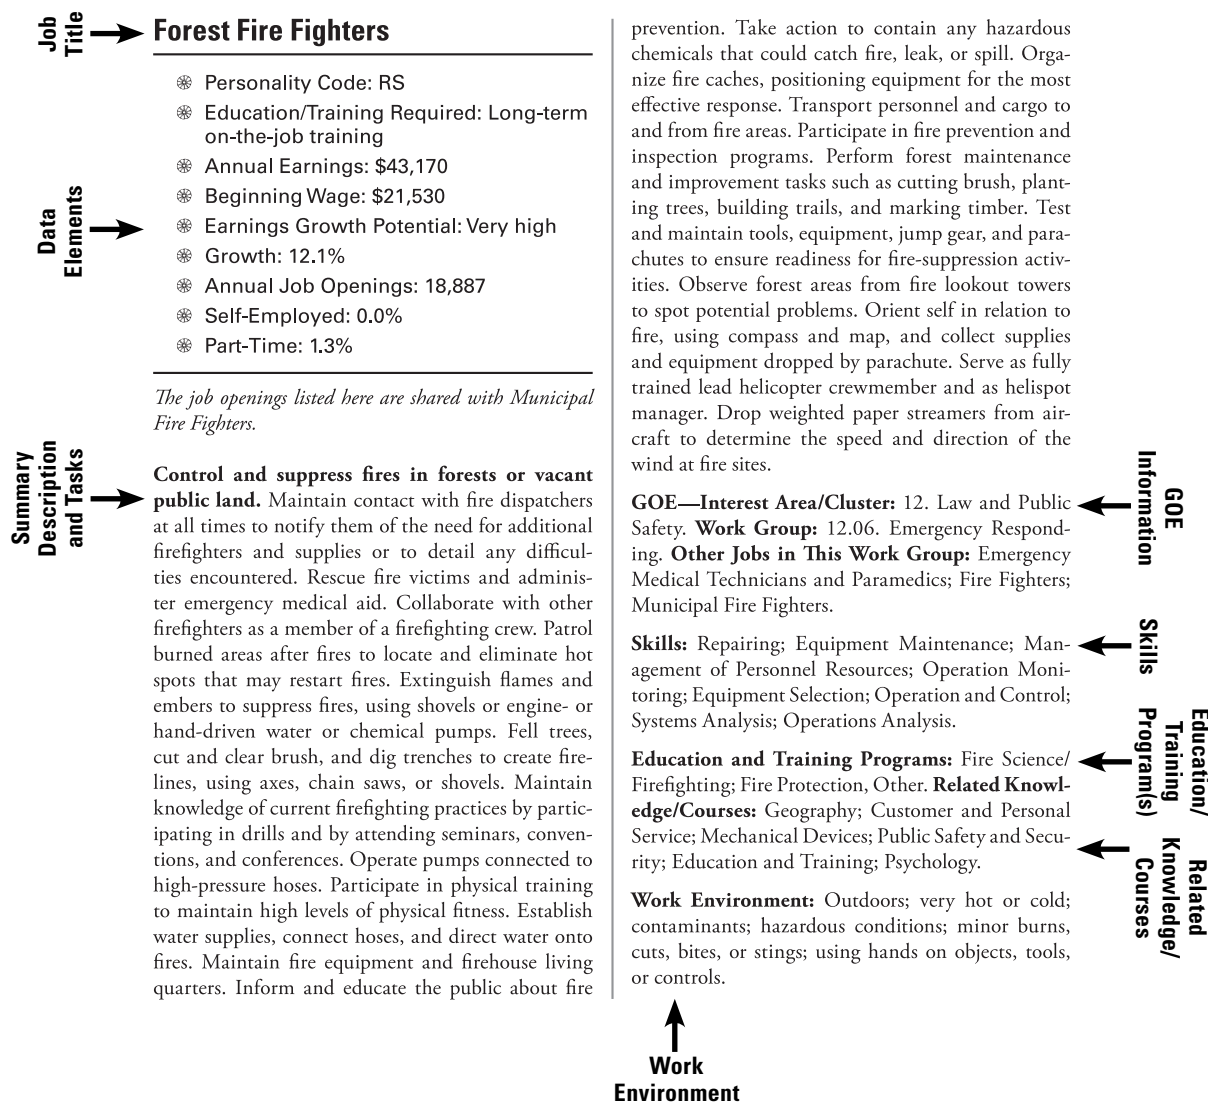 Job
Title
Forest Fire Fighters
Personality Code: RS
Education/Training Required: Long-term
on-the-job training
Annual Earnings: $43,170
Beginning Wage: $21,530
Earnings Growth Potential: Very high
Growth: 12.1%
Annual Job Openings: 18,887
Self-Employed: 0.0%
Part-Time: 1.3%
Data
Elements
The job openings listed here are shared with Municipal
Fire Fighters.
Summary
Description
and Tasks
Control and suppress fires in forests or vacant
public land. Maintain contact with fire dispatchers
at all times to notify them of the need for additional
firefighters and supplies or to detail any difficul-
ties encountered. Rescue fire victims and adminis-
ter emergency medical aid. Collaborate with other
firefighters as a member of a firefighting crew. Patrol
burned areas after fires to locate and eliminate hot
spots that may restart fires. Extinguish flames and
embers to suppress fires, using shovels or engine- or
hand-driven water or chemical pumps. Fell trees,
cut and clear brush, and dig trenches to create fire-
lines, using axes, chain saws, or shovels. Maintain
knowledge of current firefighting practices by partic-
ipating in drills and by attending seminars, conven-
tions, and conferences. Operate pumps connected to
high-pressure hoses. Participate in physical training
to maintain high levels of physical fitness. Establish
water supplies, connect hoses, and direct water onto
fires. Maintain fire equipment and firehouse living
quarters. Inform and educate the public about fire
prevention. Take action to contain any hazardous
chemicals that could catch fire, leak, or spill. Orga-
nize fire caches, positioning equipment for the most
effective response. Transport personnel and cargo to
and from fire areas. Participate in fire prevention and
inspection programs. Perform forest maintenance
and improvement tasks such as cutting brush, plant-
ing trees, building trails, and marking timber. Test
and maintain tools, equipment, jump gear, and para-
chutes to ensure readiness for fire-suppression activ-
ities. Observe forest areas from fire lookout towers
to spot potential problems. Orient self in relation to
fire, using compass and map, and collect supplies
and equipment dropped by parachute. Serve as fully
trained lead helicopter crewmember and as helispot
manager. Drop weighted paper streamers from air-
craft to determine the speed and direction of the
wind at fire sites.
GOE—Interest Area/Cluster: 12. Law and Public
Safety. Work Group: 12.06. Emergency Respond-
ing. Other Jobs in This Work Group: Emergency
Medical Technicians and Paramedics; Fire Fighters;
Municipal Fire Fighters.
GOE
Information
Skills: Repairing; Equipment Maintenance; Man-
agement of Personnel Resources; Operation Moni-
toring; Equipment Selection; Operation and Control;
Systems Analysis; Operations Analysis.
Skills
Education and Training Programs: Fire Science/
Firefighting; Fire Protection, Other. Related Knowl-
edge/Courses: Geography; Customer and Personal
Service; Mechanical Devices; Public Safety and Secu-
rity; Education and Training; Psychology.
Education/
Training
Program(s)
Related
Knowledge/
Courses
Work Environment: Outdoors; very hot or cold;
contaminants; hazardous conditions; minor burns,
cuts, bites, or stings; using hands on objects, tools,
or controls.
Work
Environment